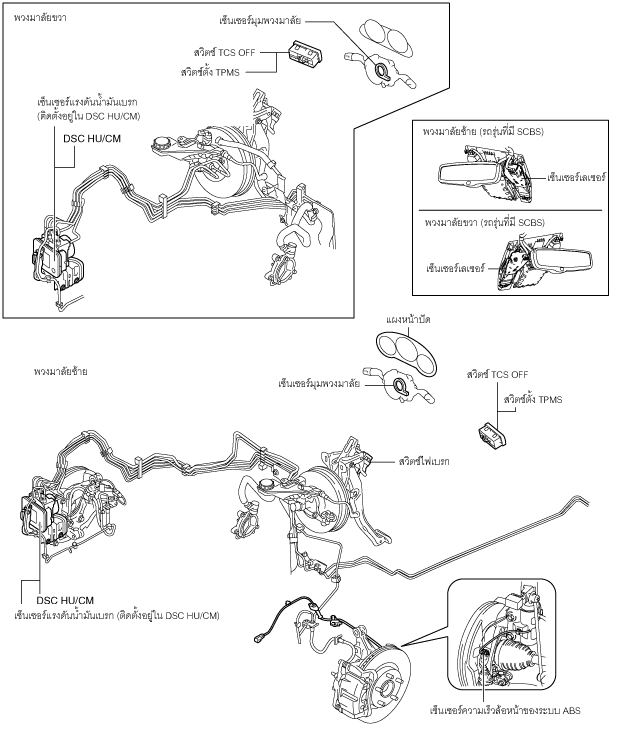 พวงมาลัยขวา
เซ็นเซอร์มุมพวงมาลัย
สวิตช์ TCS OFF
สวิตช์ตั้ง TPMS
เซ็นเซอร์แรงดันน้ำมันเบรก
(ติดตั้งอยู่ใน DSC HU/CM)
DSC HU/CM
พวงมาลัยซ้าย (รถรุ่นที่มี SCBS)
เซ็นเซอร์เลเซอร์
พวงมาลัยขวา (รถรุ่นที่มี SCBS)
เซ็นเซอร์เลเซอร์
แผงหน้าปัด
พวงมาลัยซ้าย
เซ็นเซอร์มุมพวงมาลัย
สวิตช์ TCS OFF
สวิตช์ตั้ง TPMS
สวิตช์ไฟเบรก
DSC HU/CM
เซ็นเซอร์แรงดันน้ำมันเบรก (ติดตั้งอยู่ใน DSC HU/CM)
เซ็นเซอร์ความเร็วล้อหน้าของระบบ ABS